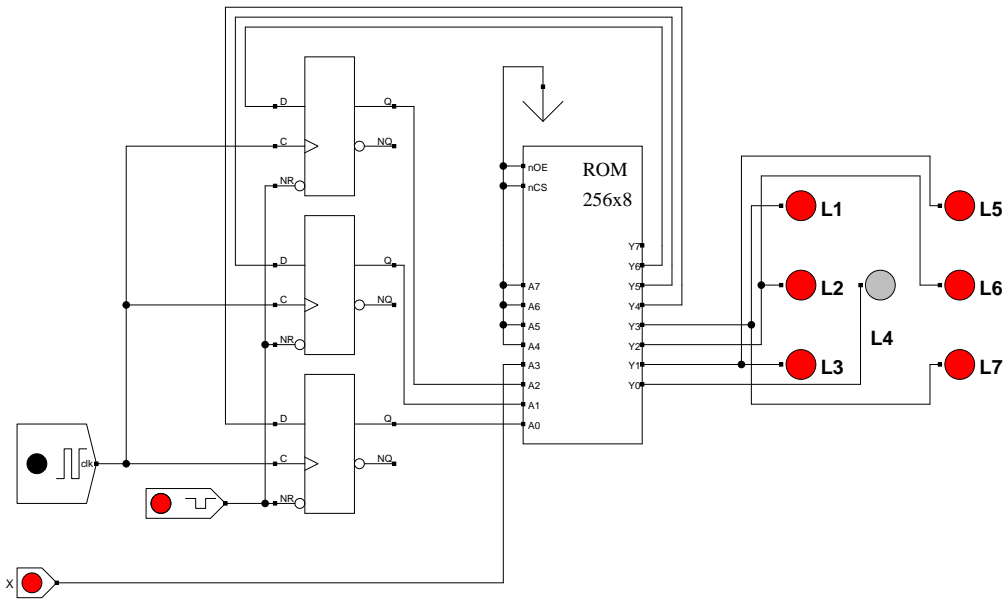 D Q
C NQ
NR
ROM
256x8
nOE
nCS
D Q
C NQ
NR
Y7
Y6
Y5
Y4
Y3
Y2
Y1
Y0
A7
A6
A5
A4
A3
A2
A1
A0
L1
L2
L3
L4
L5
L6
L7
D Q
C NQ
NR
clk
X